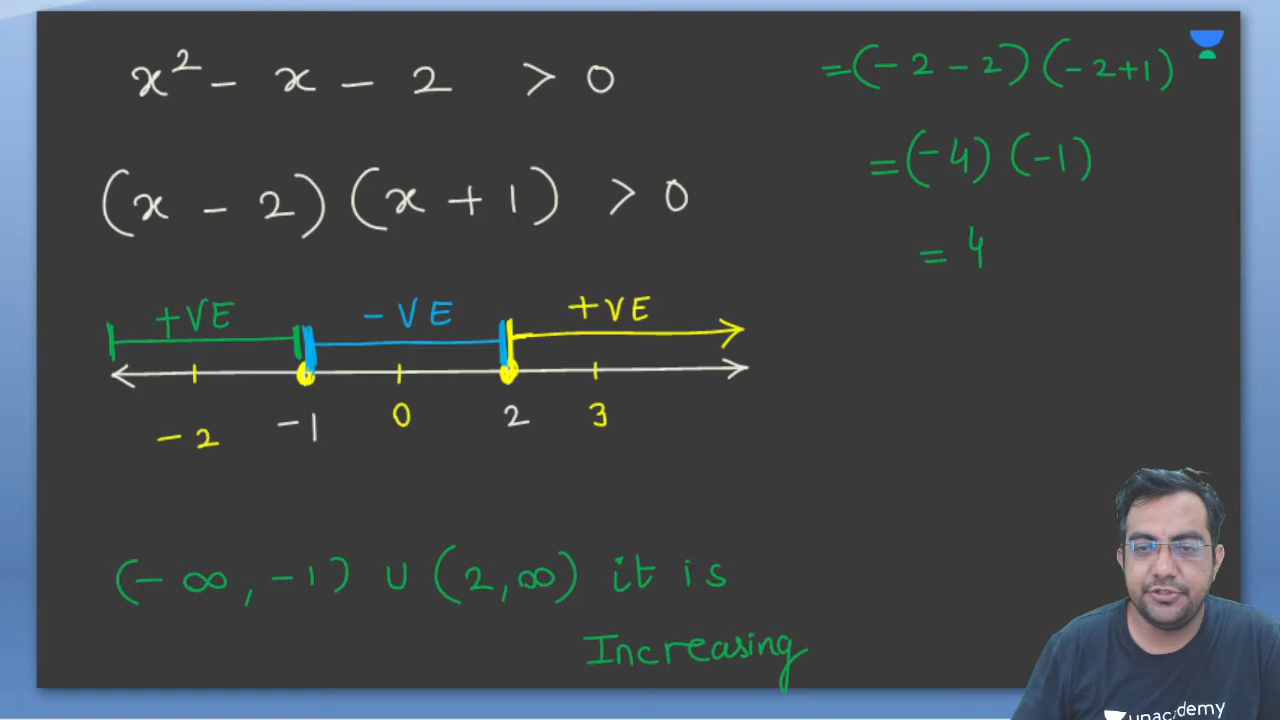 x² - x - 2 > 0
(x - 2)(x + 1) > 0
= (-2 - 2)(-2+1)
= (-4)(-1)
= 4
+VE -VE +VE
-2 -1 0 2 3
(-∞, -1) ∪ (2, ∞) it is
Increasing
unacademy